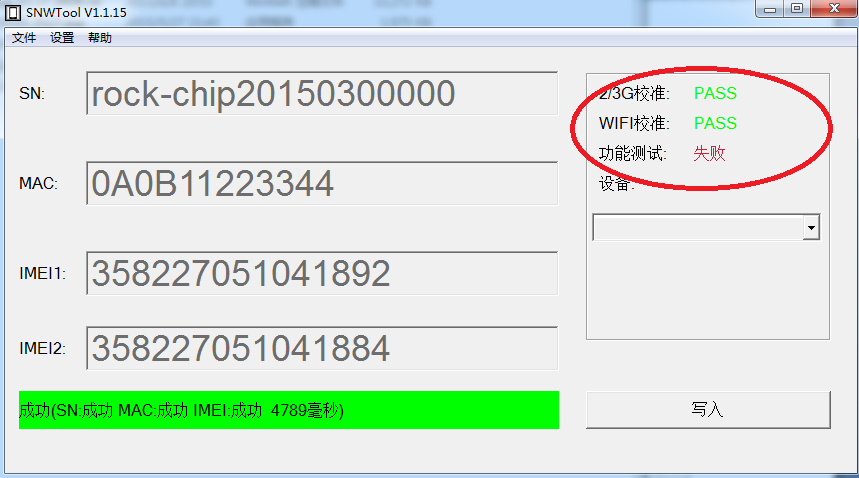 SNWTool V1.1.15
文件 设置 帮助
SN: rock-chip20150300000
MAC: 0A0B11223344
IMEI1: 358227051041892
IMEI2: 358227051041884
成功(SN:成功 MAC:成功 IMEI:成功 4789毫秒)
2/3G校准: PASS
WIFI校准: PASS
功能测试: 失败
设备:
写入